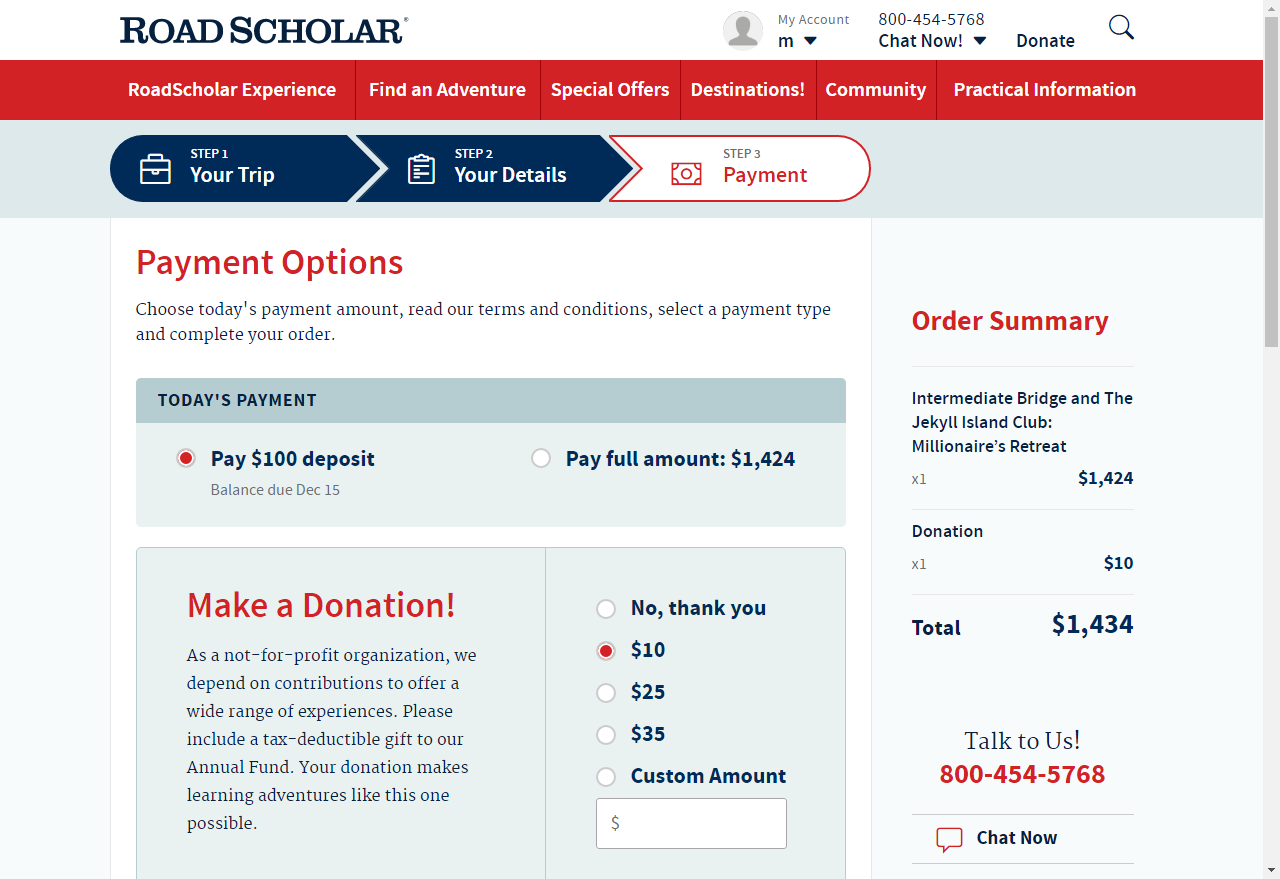 ROAD SCHOLAR®
My Account
m
800-454-5768
Chat Now!
Donate
RoadScholar Experience
Find an Adventure
Special Offers
Destinations!
Community
Practical Information
STEP 1
Your Trip
STEP 2
Your Details
STEP 3
Payment
Payment Options
Choose today's payment amount, read our terms and conditions, select a payment type
and complete your order.
TODAY'S PAYMENT
Pay $100 deposit
Balance due Dec 15
Pay full amount: $1,424
Make a Donation!
As a not-for-profit organization, we
depend on contributions to offer a
wide range of experiences. Please
include a tax-deductible gift to our
Annual Fund. Your donation makes
learning adventures like this one
possible.
No, thank you
$10
$25
$35
Custom Amount
$
Order Summary
Intermediate Bridge and The
Jekyll Island Club:
Millionaire’s Retreat
x1 $1,424
Donation
x1 $10
Total $1,434
Talk to Us!
800-454-5768
Chat Now